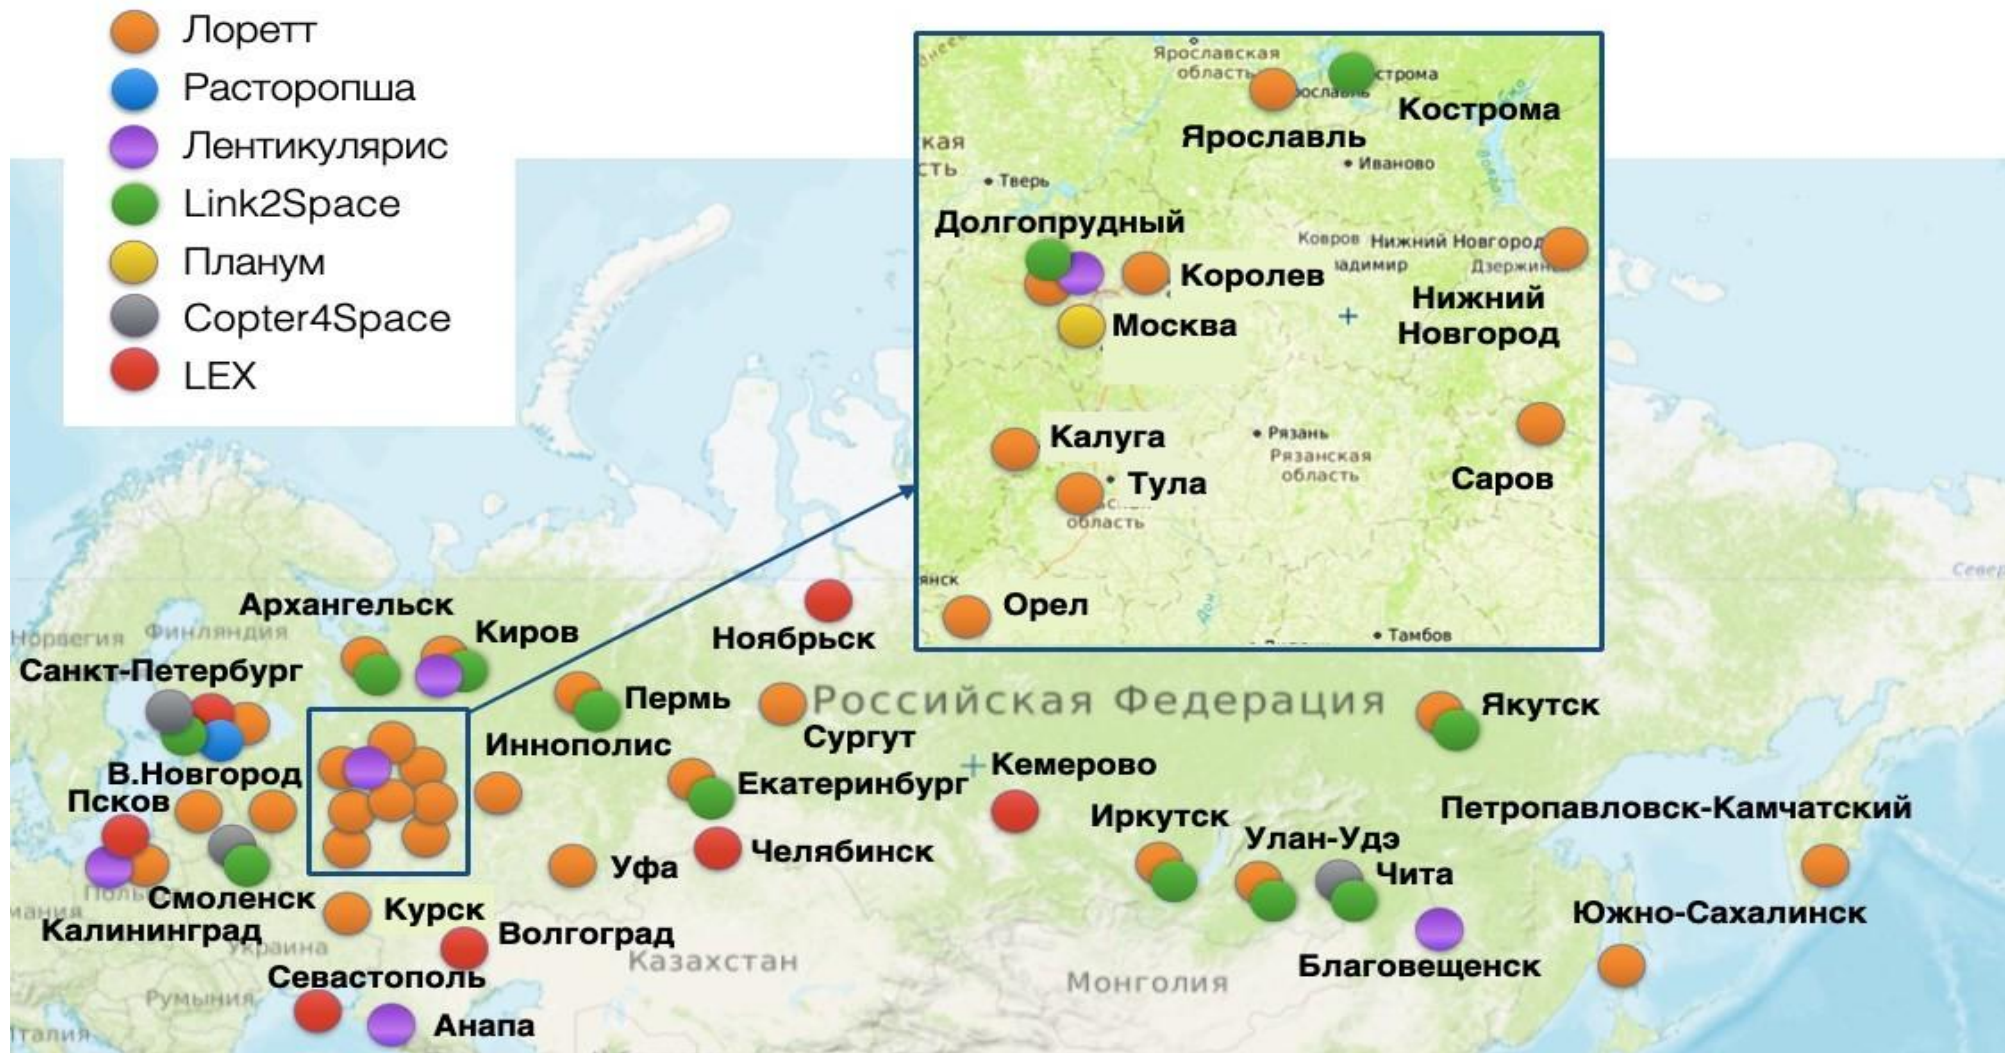 Лоретт
Расторопша
Лентикулярис
Link2Space
Планум
Copter4Space
LEX
Ярославская
область
Кострома
Ярославль
Иваново
Тверь
Долгопрудный
Ковров
Нижний Новгород
Королев
Москва
Нижний
Новгород
Калуга
Рязань
Рязанская
область
Тула
область
Саров
Орел
Дон
Тамбов
Север
Архангельск
Киров
Ноябрьск
Норвегия
Финляндия
Санкт-Петербург
Пермь
Российская Федерация
Якутск
Сургут
Иннополис
В.Новгород
Екатеринбург
Кемерово
Псков
Иркутск
Петропавловск-Камчатский
Улан-Удэ
Челябинск
Уфа
Чита
Смоленск
Курск
Южно-Сахалинск
Калининград
Украина
Волгоград
Казахстан
Благовещенск
Севастополь
Монголия
Румыния
Анапа